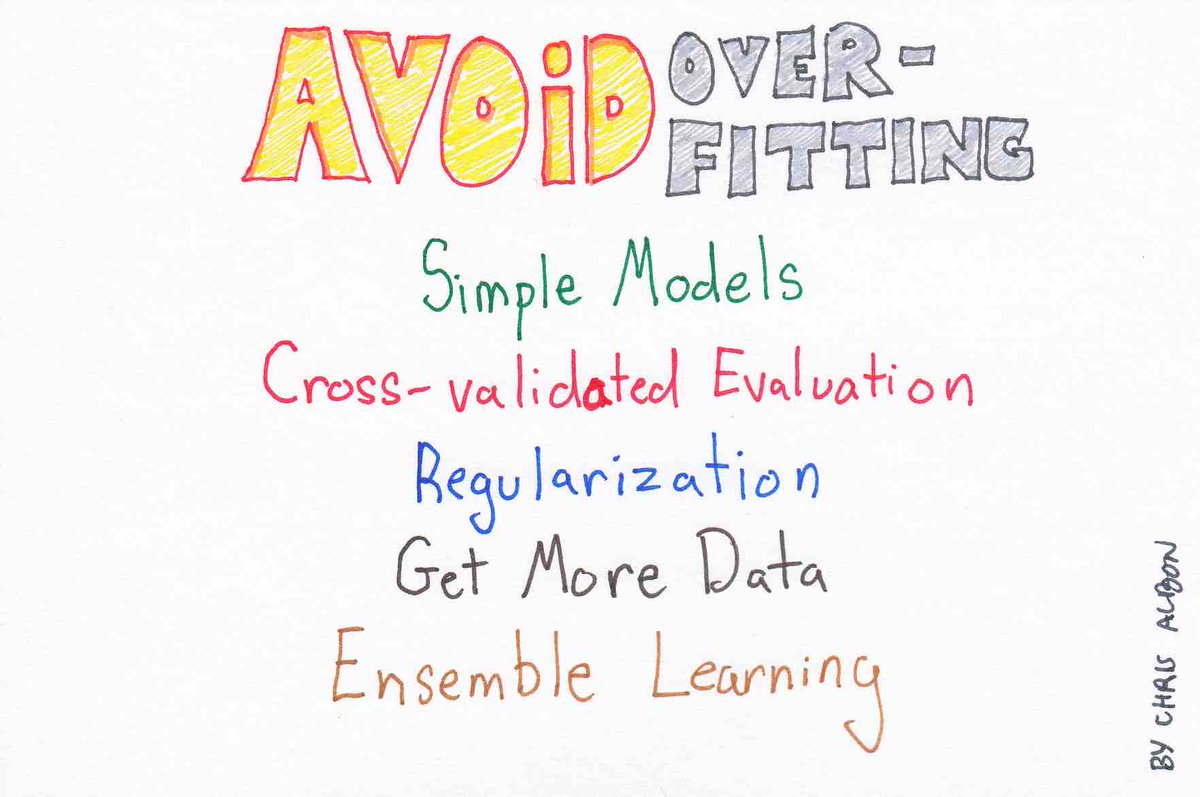 AVOiD OVER-
FITTING
Simple Models
Cross-validated Evaluation
Regularization
Get More Data
Ensemble Learning
BY CHRIS ALBON